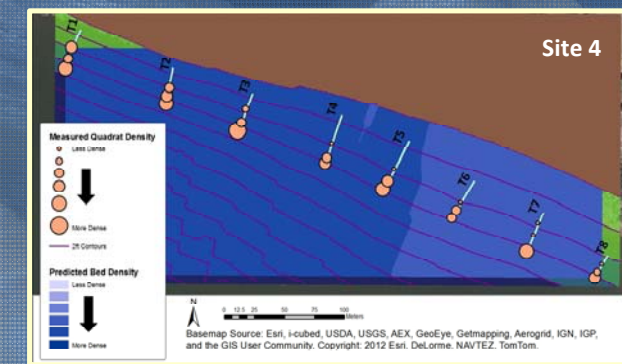 Site 4
T1
T2
T3
T4
T5
T6
T7
T8
Measured Quadrat Density
Less Dense
More Dense
2ft Contours
Predicted Bed Density
Less Dense
More Dense
N
0 12.5 25 50 75 100
Meters
Basemap Source: Esri, i-cubed, USDA, USGS, AEX, GeoEye, Getmapping, Aerogrid, IGN, IGP,
and the GIS User Community. Copyright: 2012 Esri. DeLorme. NAVTEZ. TomTom.